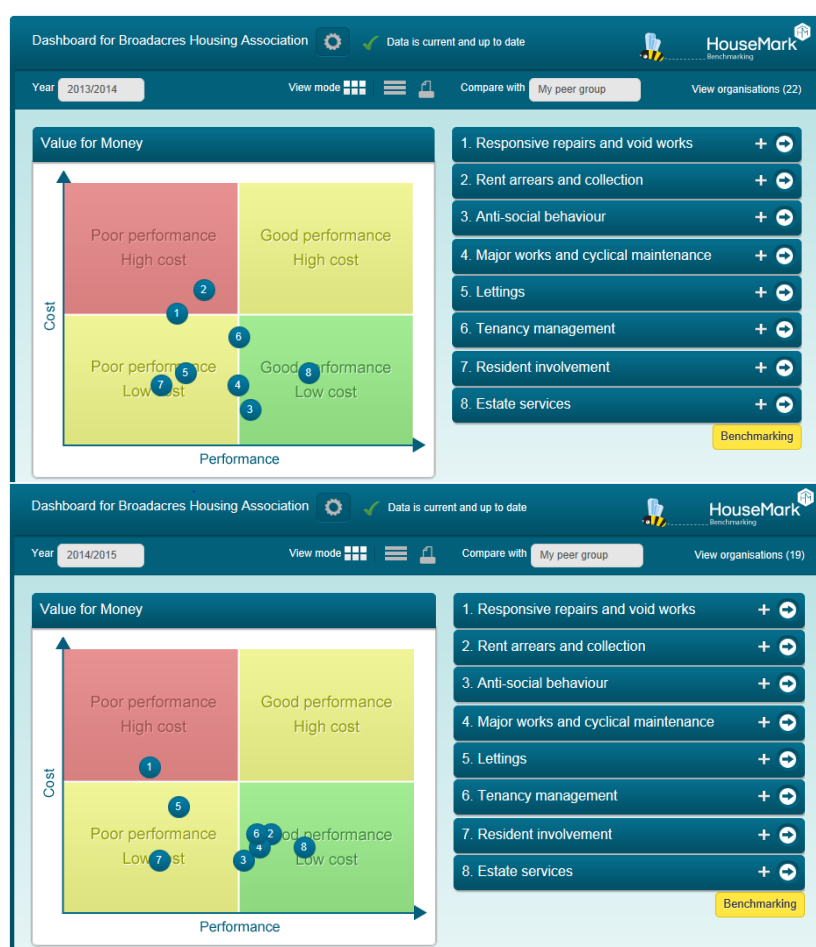 Dashboard for Broadacres Housing Association
Data is current and up to date
HouseMark
Benchmarking
Year
2013/2014
View mode
Compare with
My peer group
View organisations (22)
Value for Money
Poor performance
High cost
Good performance
High cost
2
1
6
Poor performance
Low cost
7
5
4
3
Good performance
Low cost
8
Cost
Performance
1. Responsive repairs and void works
2. Rent arrears and collection
3. Anti-social behaviour
4. Major works and cyclical maintenance
5. Lettings
6. Tenancy management
7. Resident involvement
8. Estate services
Benchmarking
Dashboard for Broadacres Housing Association
Data is current and up to date
HouseMark
Benchmarking
Year
2014/2015
View mode
Compare with
My peer group
View organisations (19)
Value for Money
Poor performance
High cost
Good performance
High cost
1
5
Poor performance
Low cost
7
6
2
4
3
Good performance
Low cost
8
Cost
Performance
1. Responsive repairs and void works
2. Rent arrears and collection
3. Anti-social behaviour
4. Major works and cyclical maintenance
5. Lettings
6. Tenancy management
7. Resident involvement
8. Estate services
Benchmarking